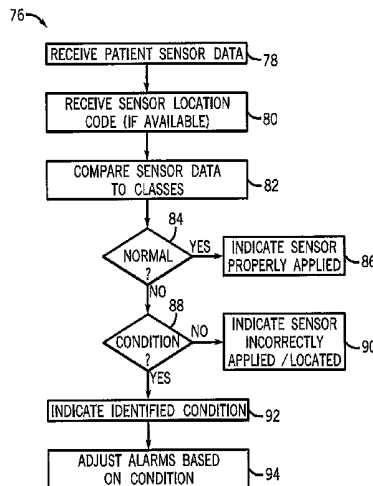 76
RECEIVE PATIENT SENSOR DATA
78
RECEIVE SENSOR LOCATION
CODE (IF AVAILABLE)
80
COMPARE SENSOR DATA
TO CLASSES
82
84
NORMAL
?
YES
INDICATE SENSOR
PROPERLY APPLIED
86
NO
88
CONDITION
?
NO
INDICATE SENSOR
INCORRECTLY
APPLIED /LOCATED
90
YES
INDICATE IDENTIFIED CONDITION
92
ADJUST ALARMS BASED
ON CONDITION
94